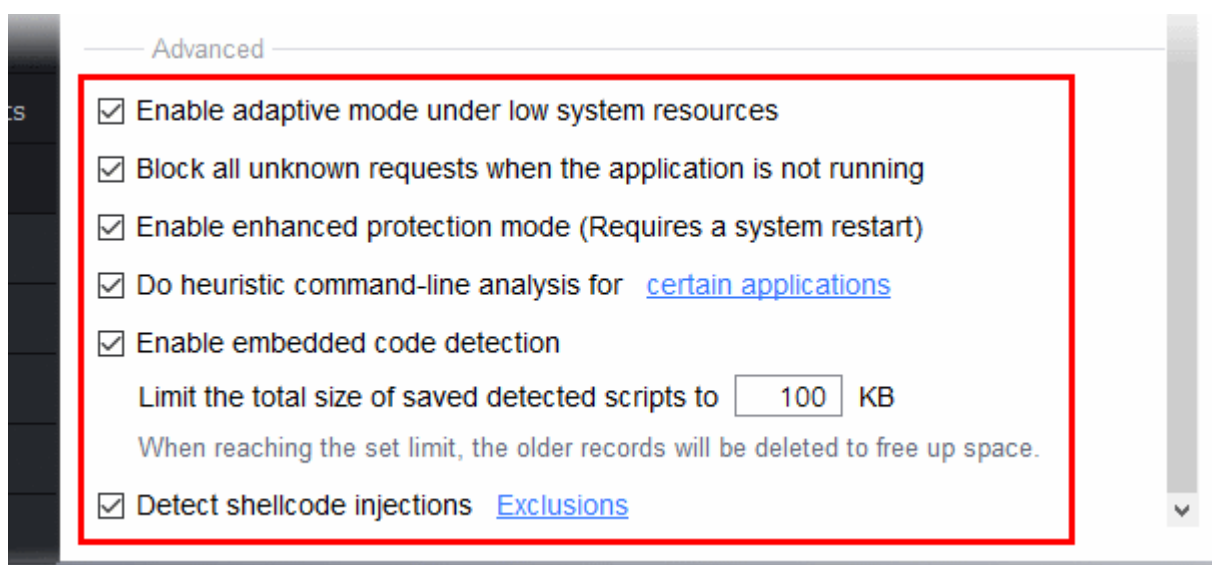 Advanced
ts
Enable adaptive mode under low system resources
Block all unknown requests when the application is not running
Enable enhanced protection mode (Requires a system restart)
Do heuristic command-line analysis for certain applications
Enable embedded code detection
Limit the total size of saved detected scripts to 100 KB
When reaching the set limit, the older records will be deleted to free up space.
Detect shellcode injections Exclusions